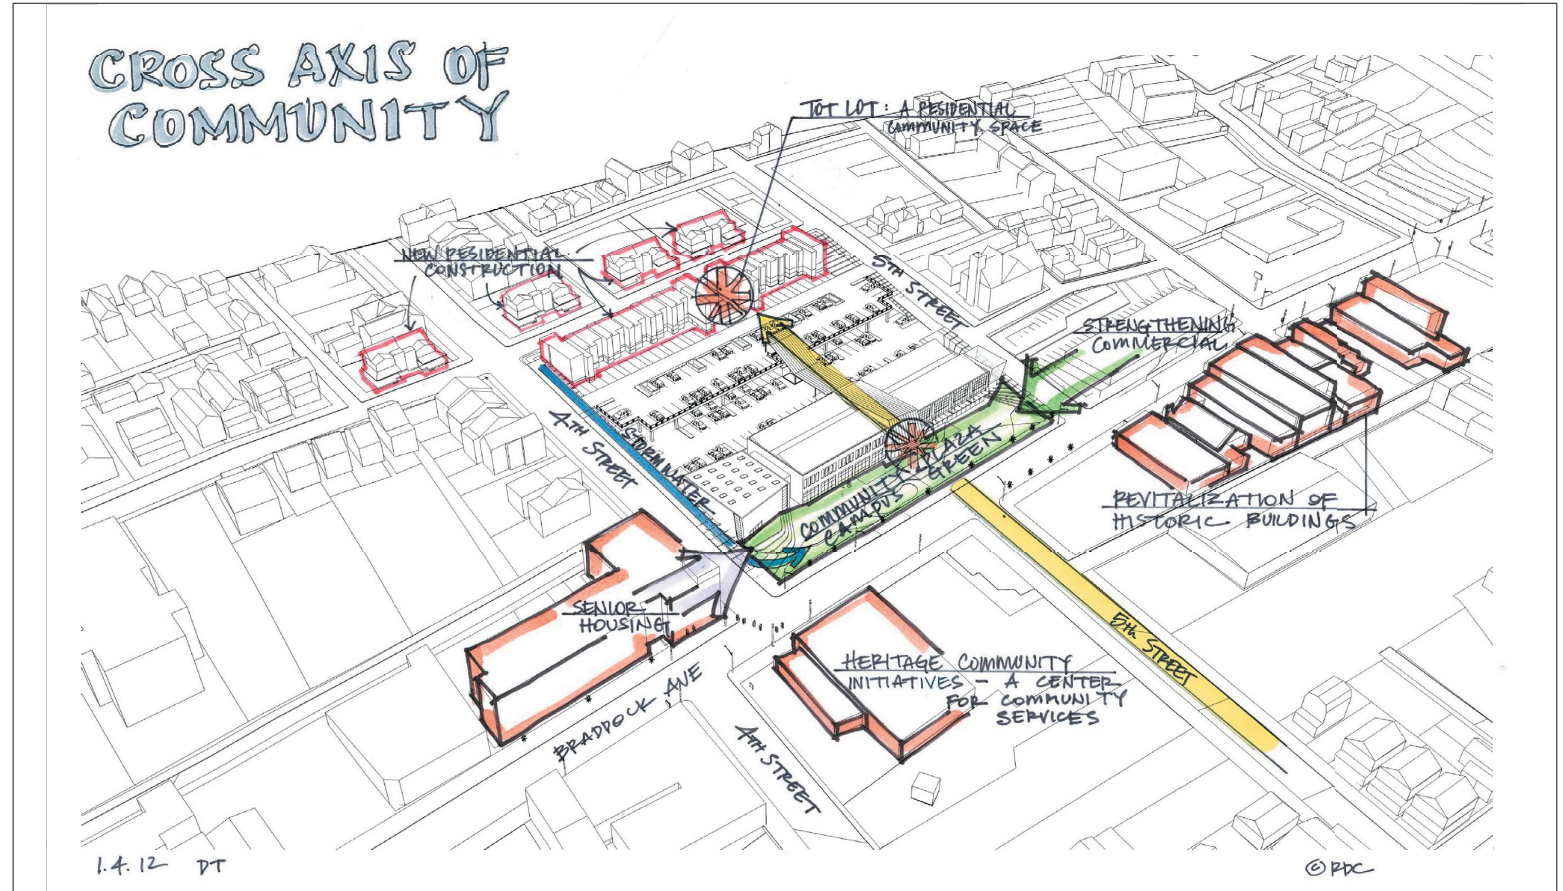 CROSS AXIS OF
COMMUNITY
TOT LOT: A RESIDENTIAL
COMMUNITY SPACE
NEW RESIDENTIAL
CONSTRUCTION
5TH STREET
STRENGTHENING
COMMERCIAL
4TH STREET
STORMWATER
COMMUNITY PLAZA
CAMPUS GREEN
REVITALIZATION OF
HISTORIC BUILDINGS
SENIOR
HOUSING
5th STREET
HERITAGE COMMUNITY
INITIATIVES - A CENTER
FOR COMMUNITY
SERVICES
BRADDOCK AVE
4TH STREET
1.4.12 DT
© RDC